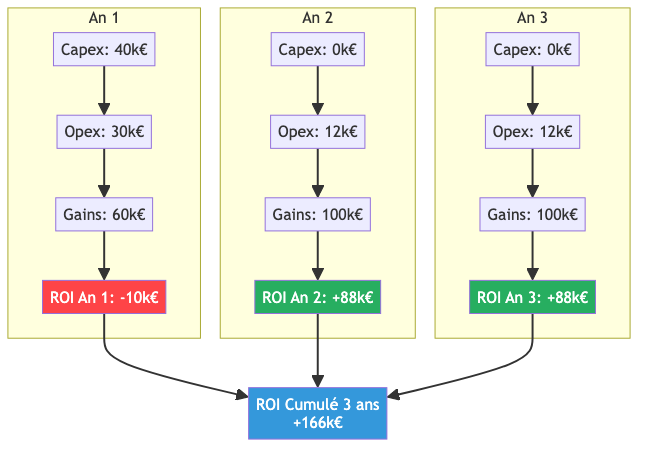 An 1
Capex: 40k€
Opex: 30k€
Gains: 60k€
ROI An 1: -10k€
An 2
Capex: 0k€
Opex: 12k€
Gains: 100k€
ROI An 2: +88k€
An 3
Capex: 0k€
Opex: 12k€
Gains: 100k€
ROI An 3: +88k€
ROI Cumulé 3 ans
+166k€